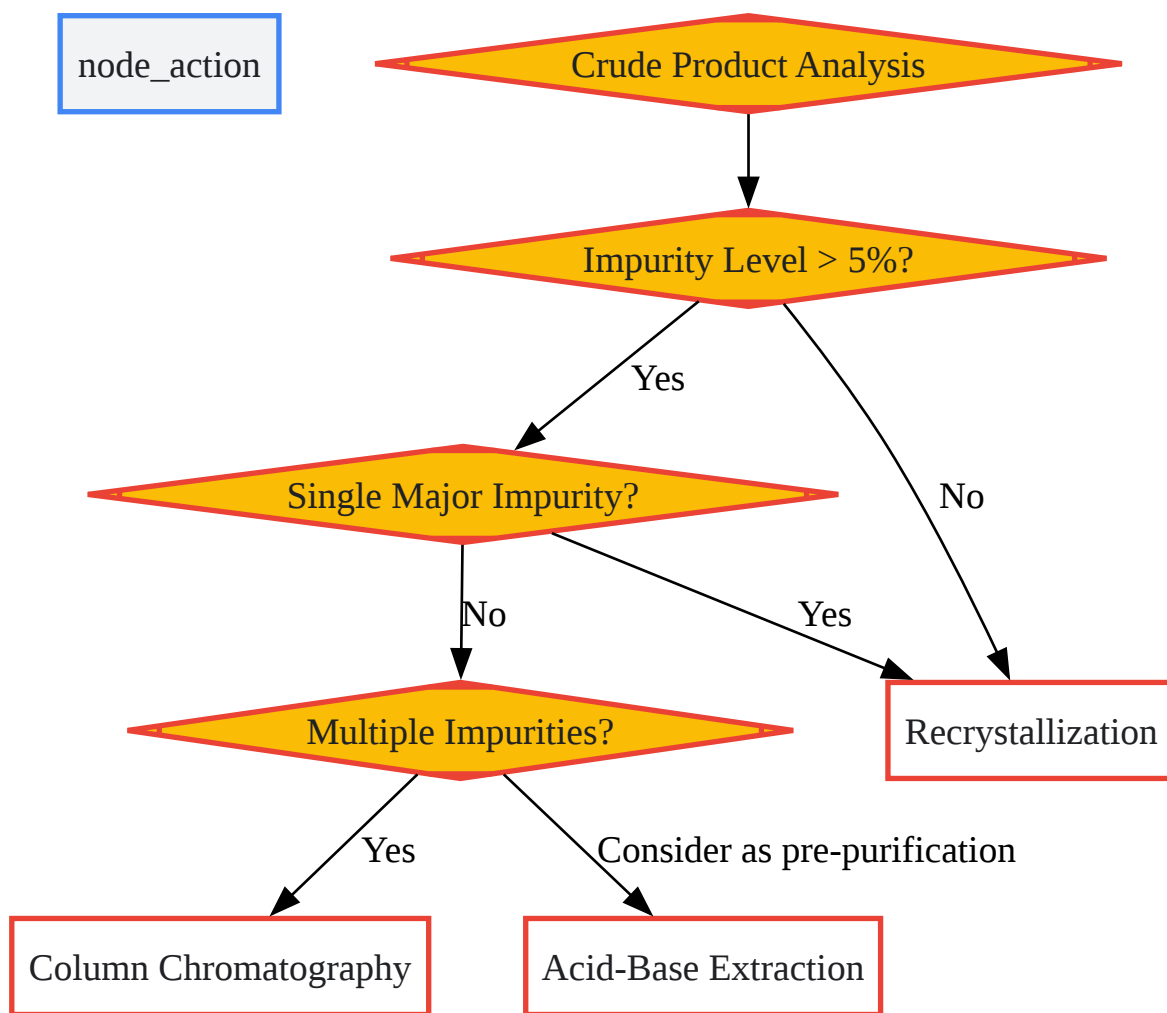 node_action
Crude Product Analysis
Impurity Level > 5%?
Yes
No
Single Major Impurity?
No
Yes
Multiple Impurities?
Recrystallization
Yes
Consider as pre-purification
Column Chromatography
Acid-Base Extraction